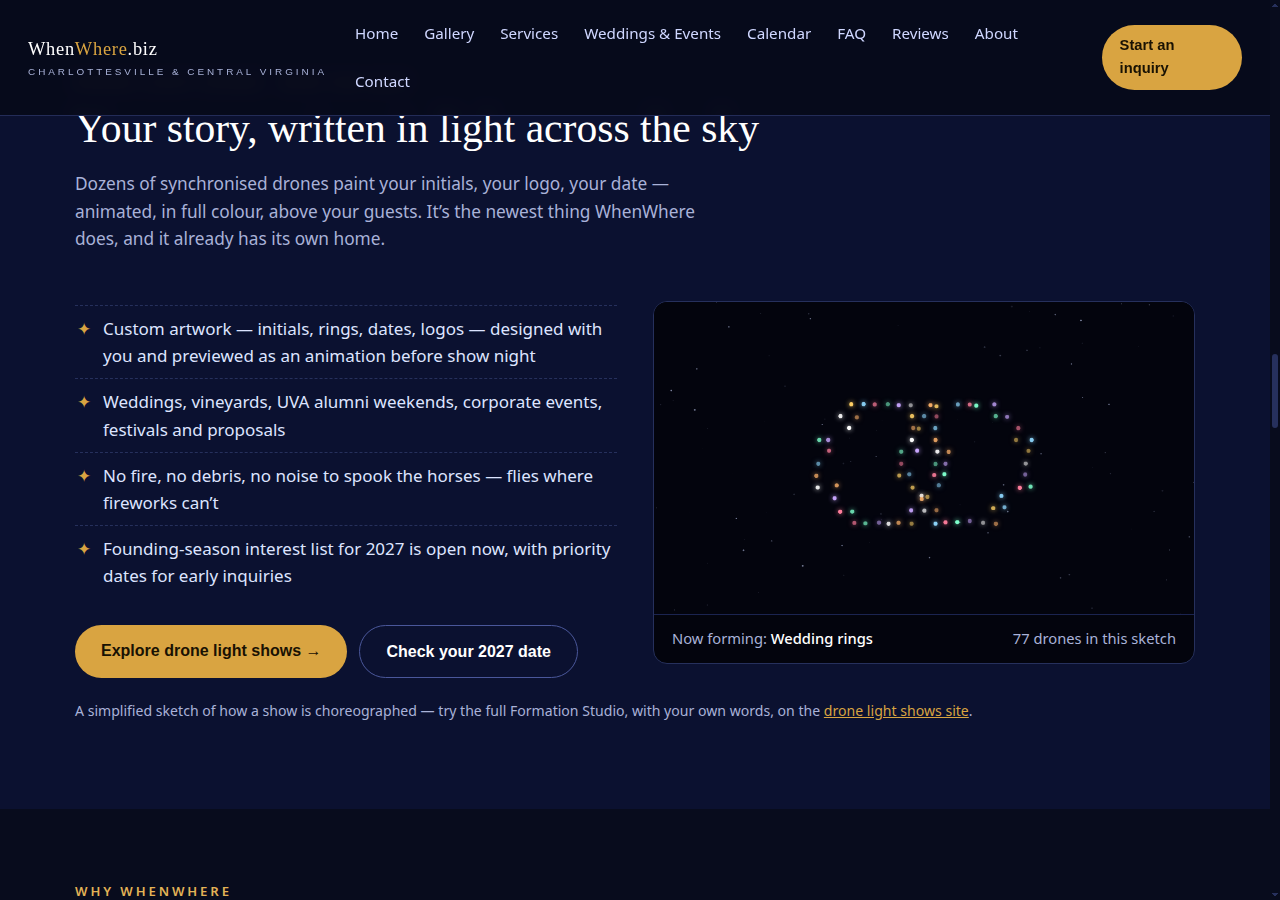 WhenWhere.biz
CHARLOTTESVILLE & CENTRAL VIRGINIA
Home Gallery Services Weddings & Events Calendar FAQ Reviews About
Contact
Start an
inquiry
Your story, written in light across the sky
Dozens of synchronised drones paint your initials, your logo, your date —
animated, in full colour, above your guests. It’s the newest thing WhenWhere
does, and it already has its own home.
✦ Custom artwork — initials, rings, dates, logos — designed with
you and previewed as an animation before show night
✦ Weddings, vineyards, UVA alumni weekends, corporate events,
festivals and proposals
✦ No fire, no debris, no noise to spook the horses — flies where
fireworks can’t
✦ Founding-season interest list for 2027 is open now, with priority
dates for early inquiries
Now forming: Wedding rings
77 drones in this sketch
Explore drone light shows →
Check your 2027 date
A simplified sketch of how a show is choreographed — try the full Formation Studio, with your own words, on the drone light shows site.
WHY WHENWHERE